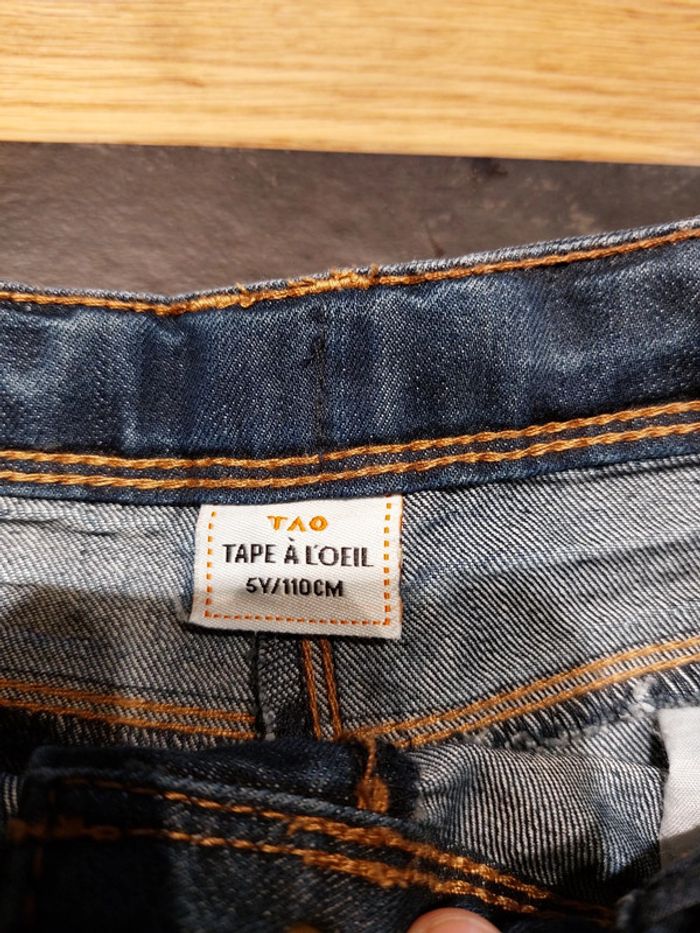 TAO
TAPE À L'OEIL
5Y/110CM